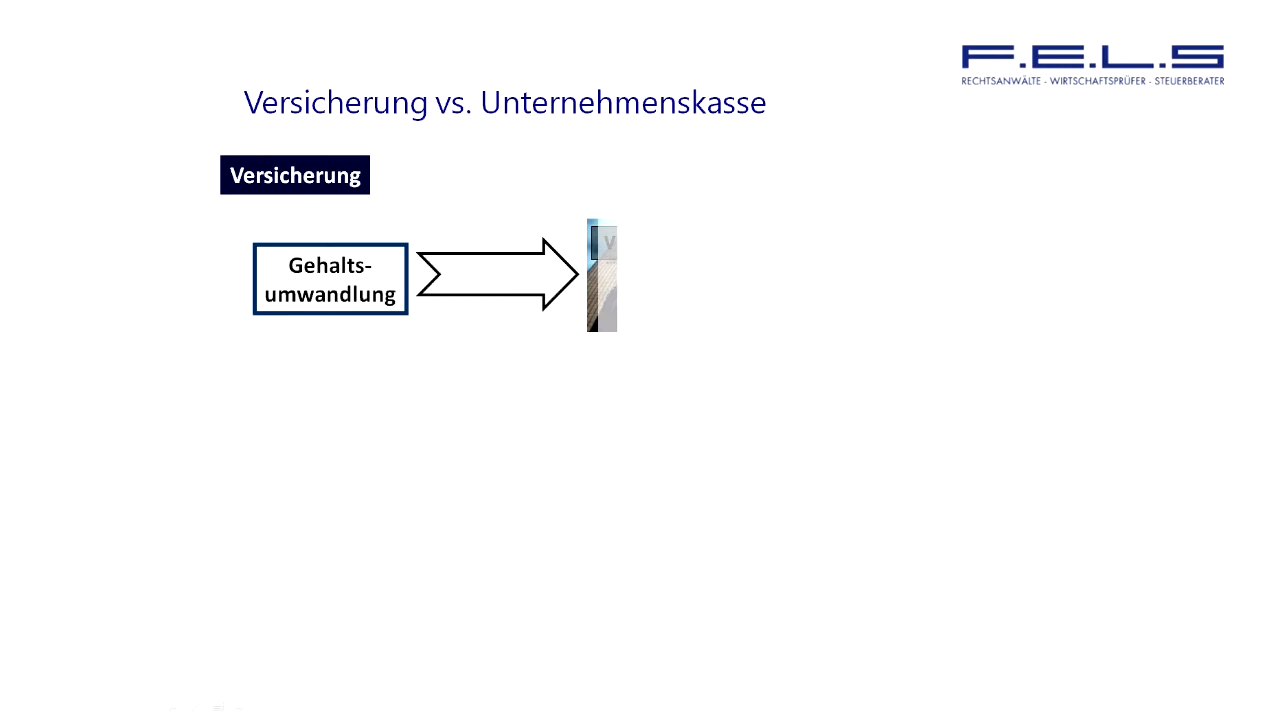 F.E.L.S
RECHTSANWÄLTE - WIRTSCHAFTSPRÜFER - STEUERBERATER
Versicherung vs. Unternehmenskasse
Versicherung
Gehalts-
umwandlung
V